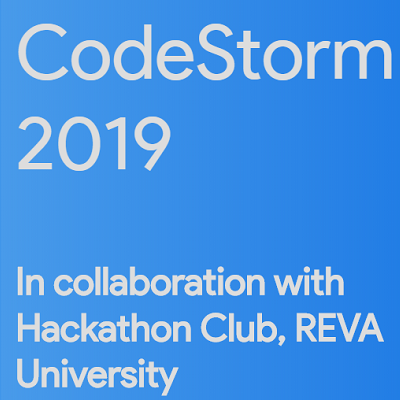 CodeStorm
2019
In collaboration with
Hackathon Club, REVA
University